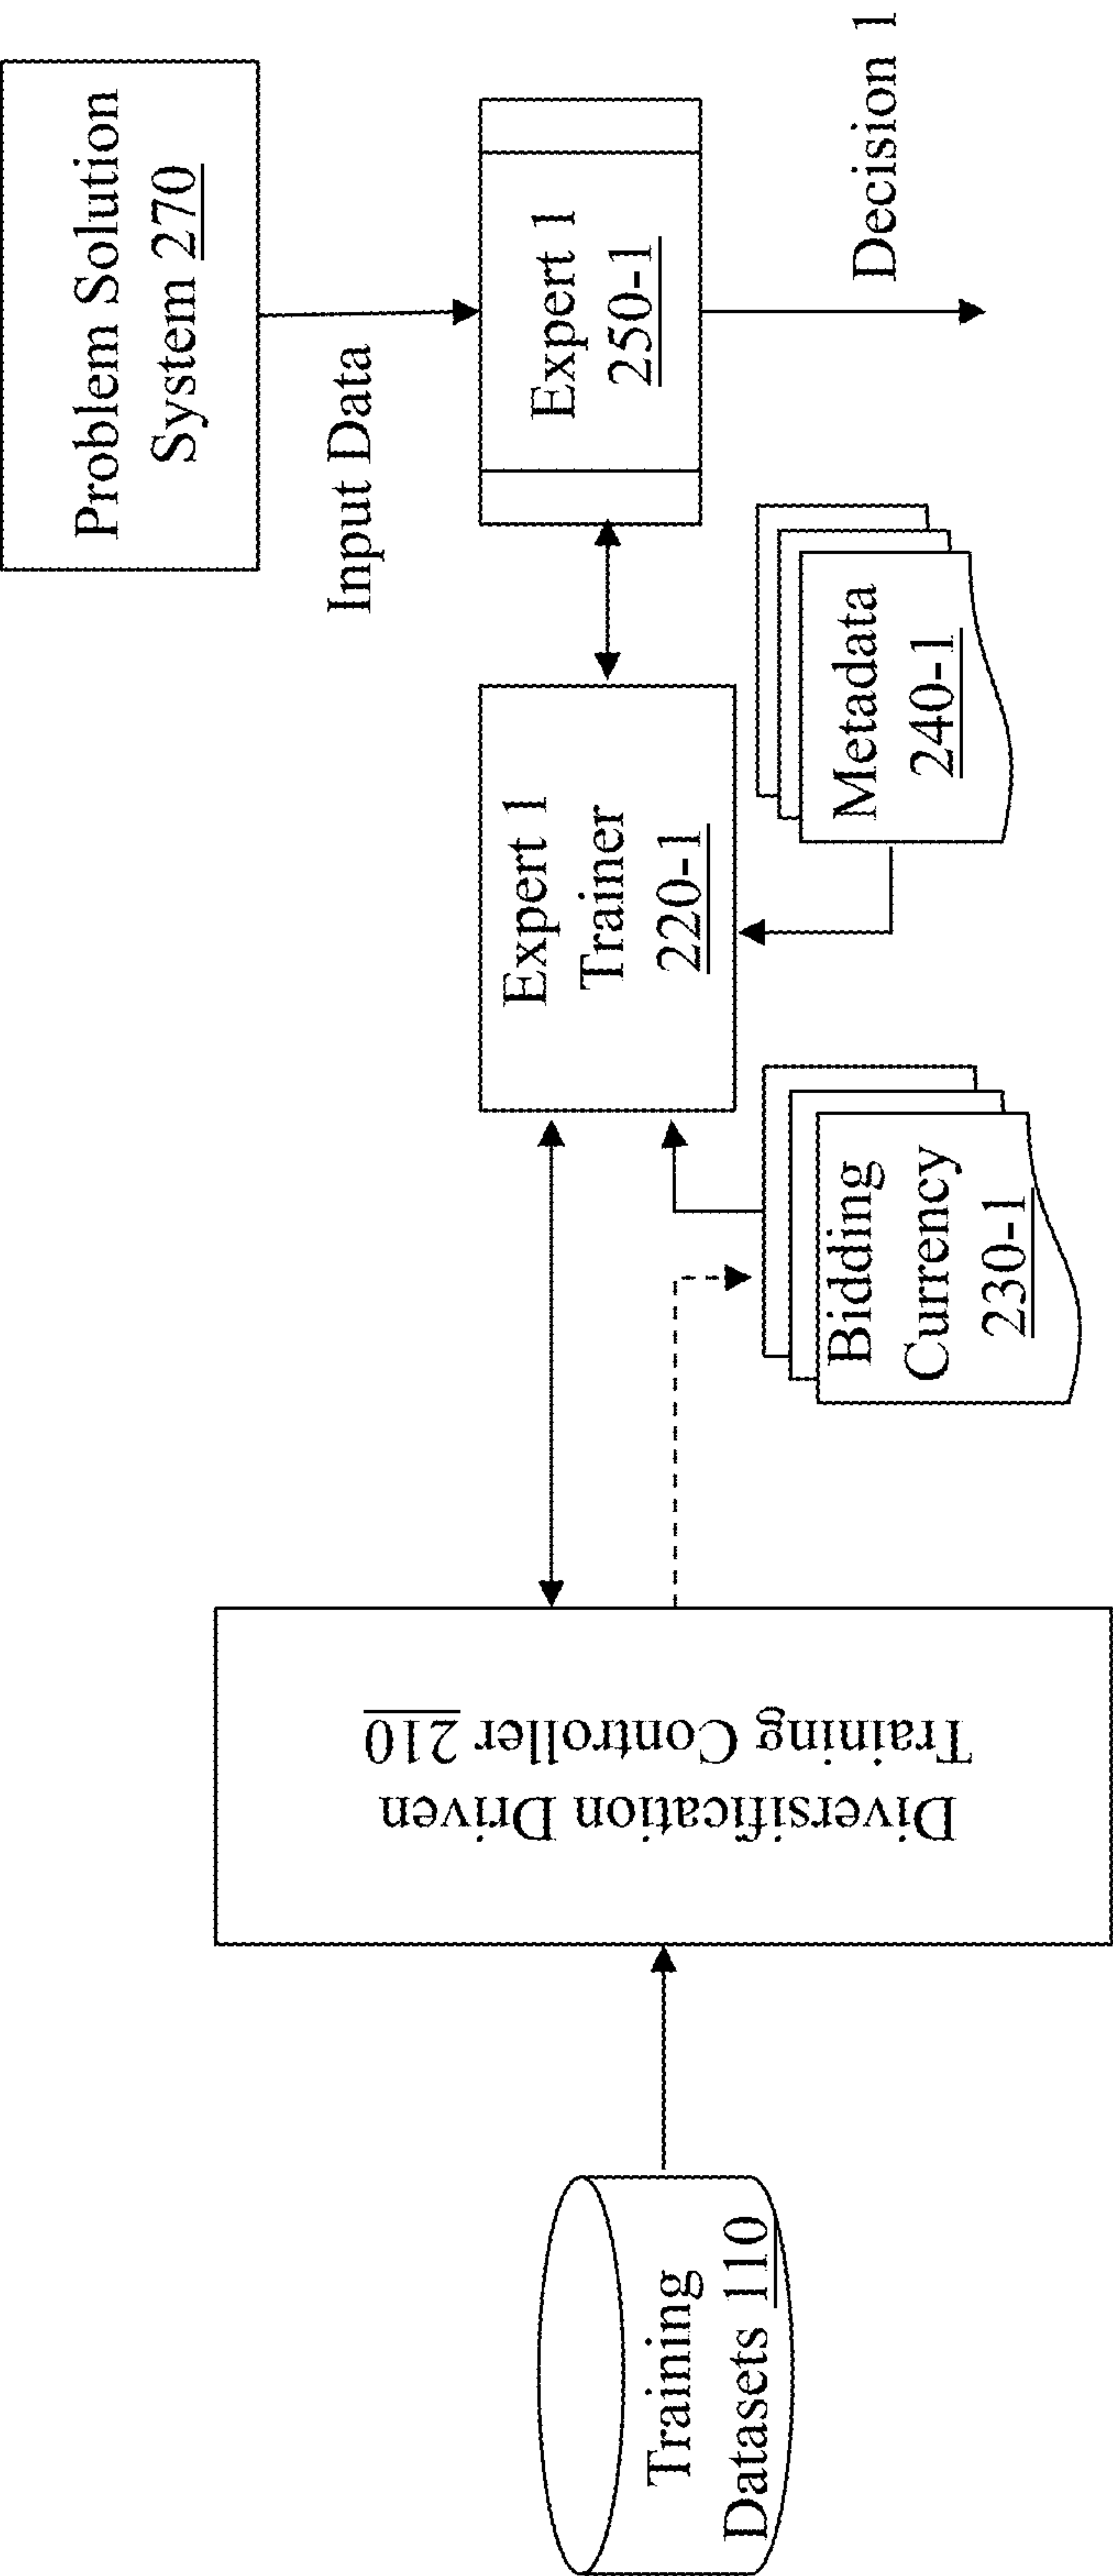 Training
Datasets 110
Diversification Driven
Training Controller 210
Expert 1
Trainer
220-1
Bidding
Currency
230-1
Metadata
240-1
Problem Solution
System 270
Input Data
Expert 1
250-1
Decision 1